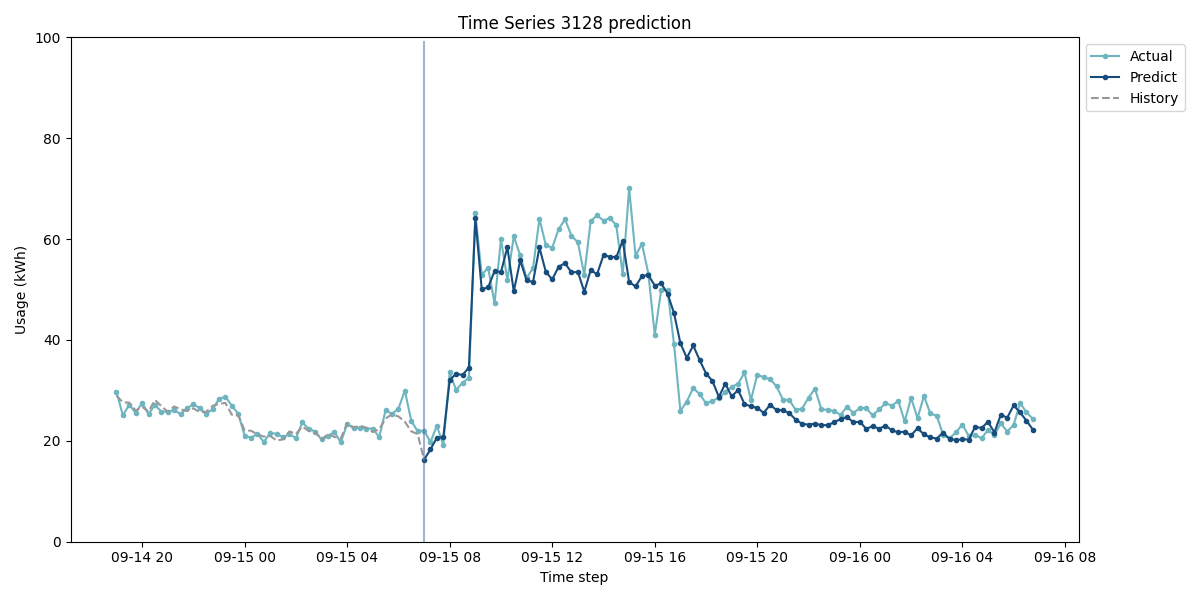 Time Series 3128 prediction
100
80
60
40
20
0
Usage (kWh)
09-14 20
09-15 00
09-15 04
09-15 08
09-15 12
09-15 16
09-15 20
09-16 00
09-16 04
09-16 08
Time step
Actual
Predict
History